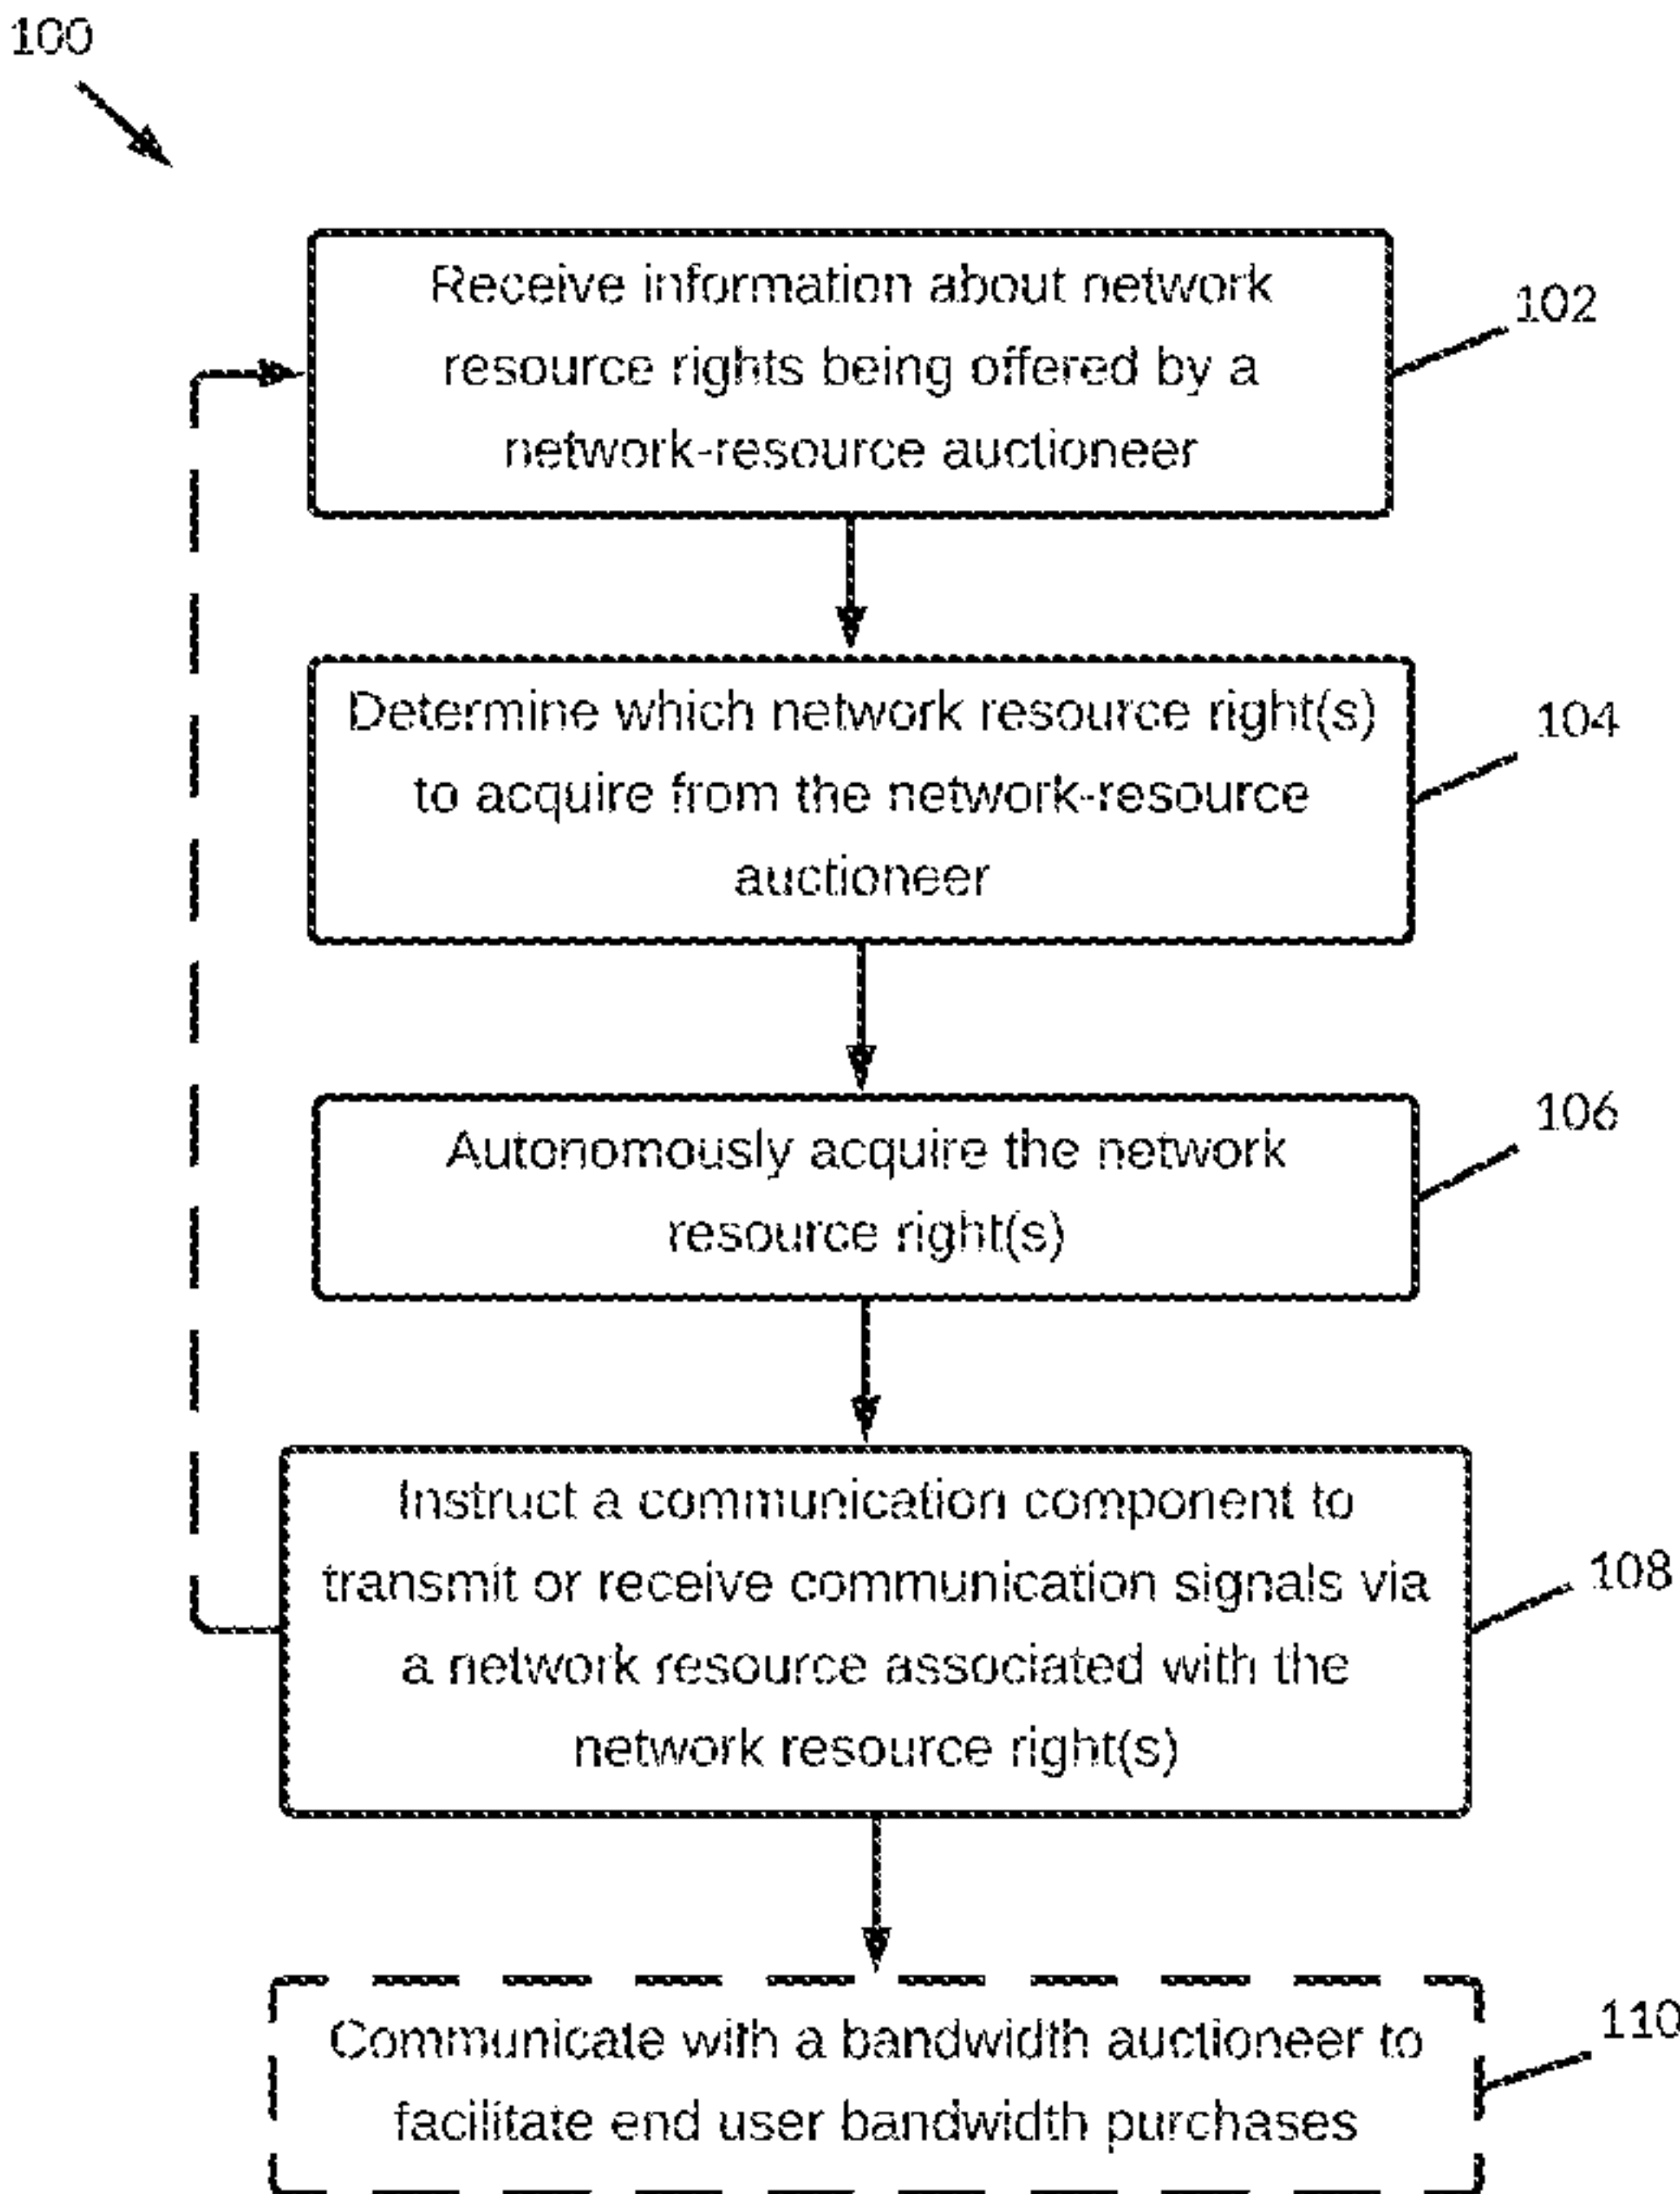 100
Receive information about network
resource rights being offered by a
network-resource auctioneer
102
Determine which network resource right(s)
to acquire from the network-resource
auctioneer
104
Autonomously acquire the network
resource right(s)
106
Instruct a communication component to
transmit or receive communication signals via
a network resource associated with the
network resource right(s)
108
Communicate with a bandwidth auctioneer to
facilitate end user bandwidth purchases
110